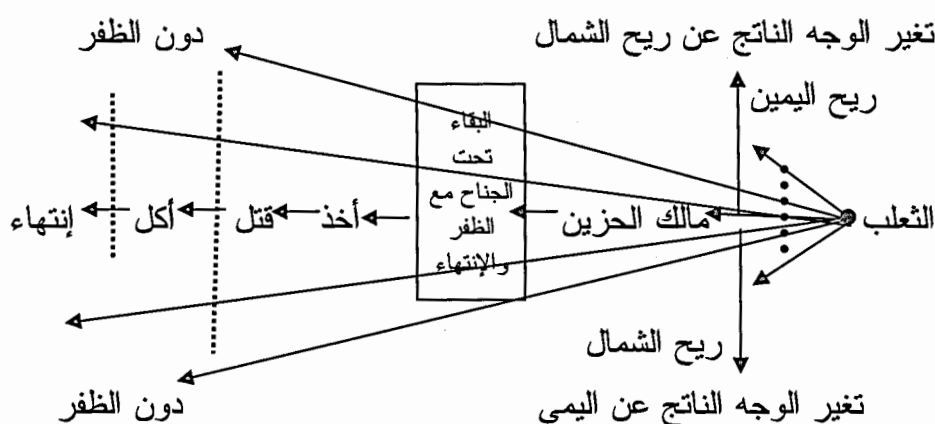 تغير الوجه الناتج عن ريح الشمال
دون الظفر
ريح اليمين
الثعلب
مالك الحزين
البقاء
تحت
الجناح مع
الظفر
والإنتهاء
أخذ
قتل
أكل
إنتهاء
ريح الشمال
تغير الوجه الناتج عن اليمى
دون الظفر